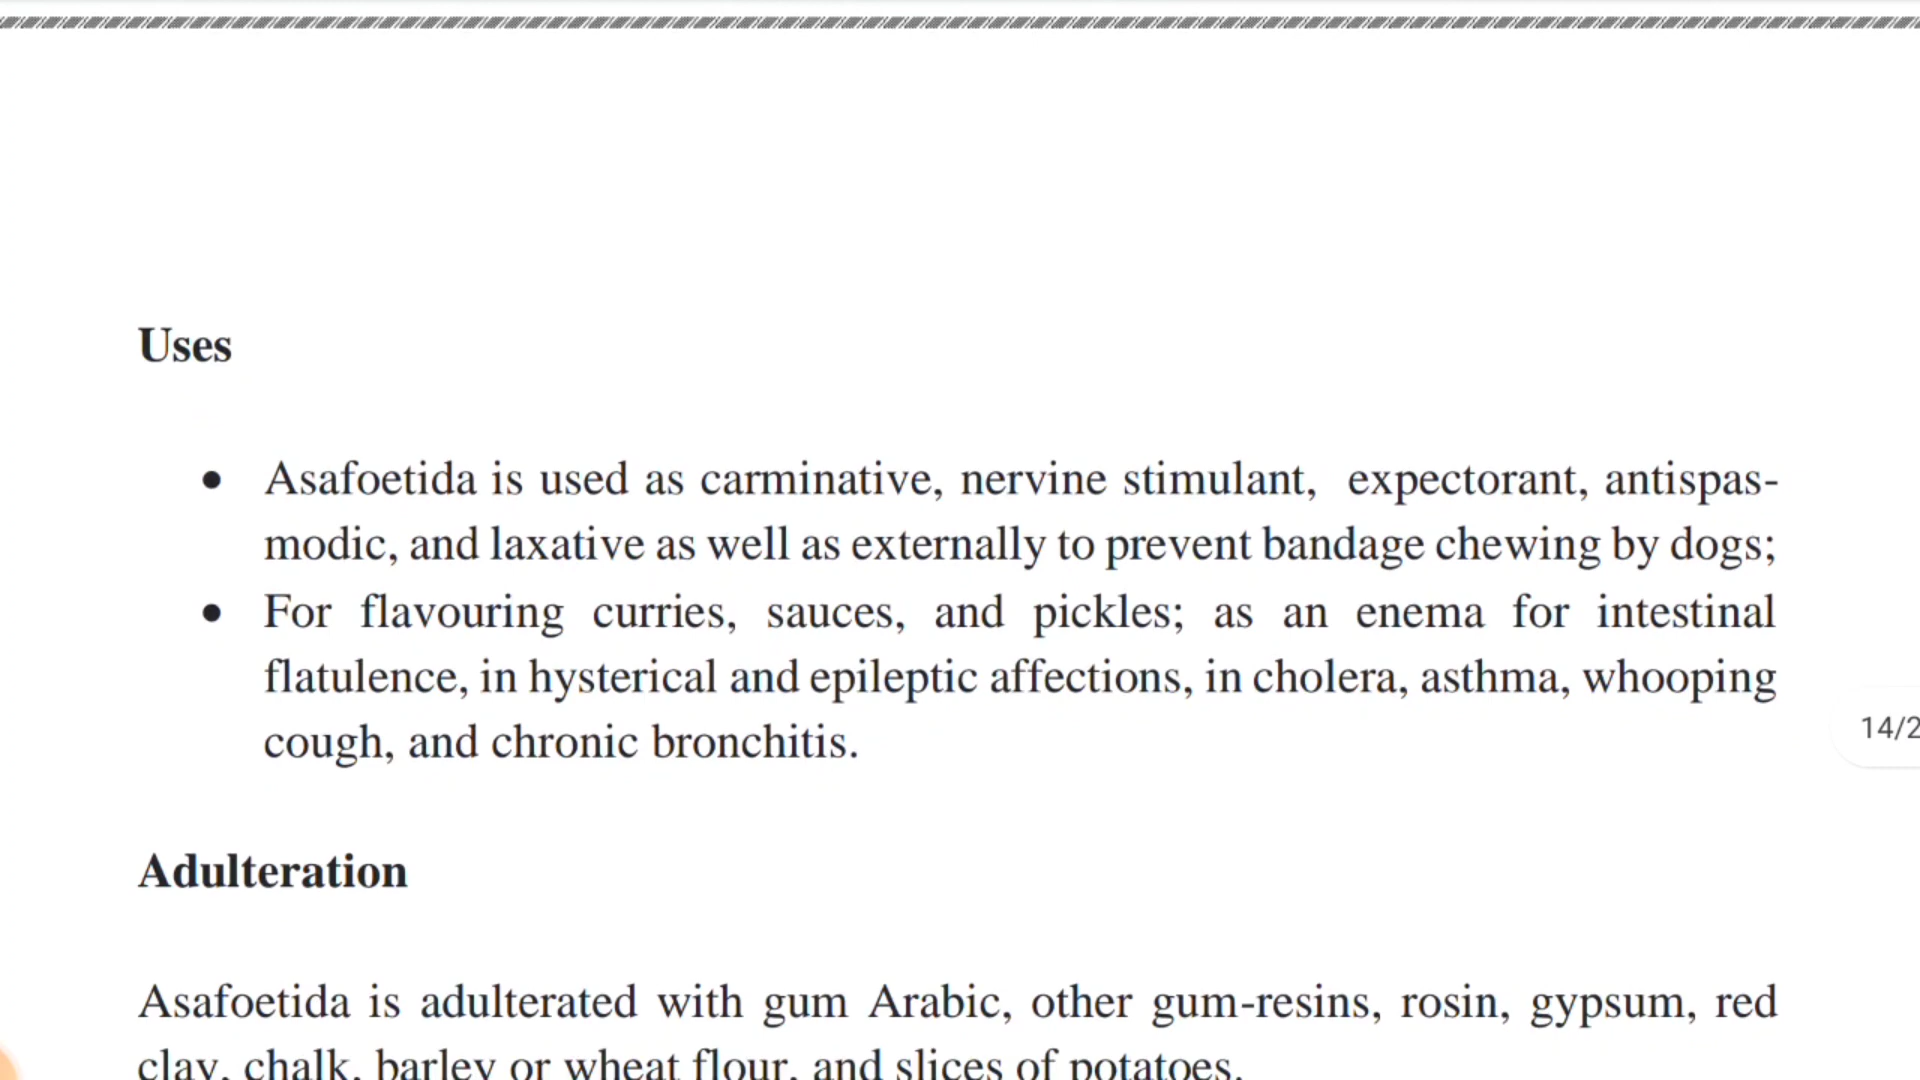 Uses
● Asafoetida is used as carminative, nervine stimulant, expectorant, antispas-
modic, and laxative as well as externally to prevent bandage chewing by dogs;
● For flavouring curries, sauces, and pickles; as an enema for intestinal
flatulence, in hysterical and epileptic affections, in cholera, asthma, whooping
cough, and chronic bronchitis.
14/2
Adulteration
Asafoetida is adulterated with gum Arabic, other gum-resins, rosin, gypsum, red
clay, chalk, barley or wheat flour, and slices of potatoes.